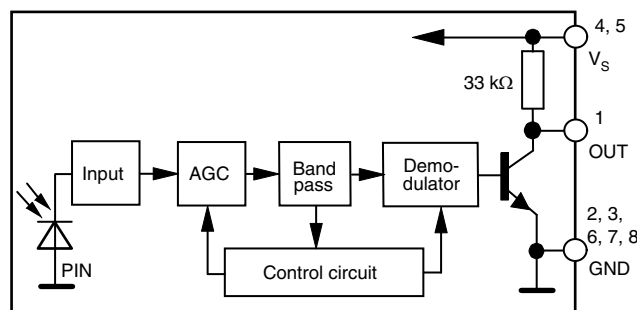 4, 5
V_S
33 kΩ
1
OUT
Input
AGC
Band
pass
Demo-
dulator
2, 3,
6, 7, 8
GND
PIN
Control circuit